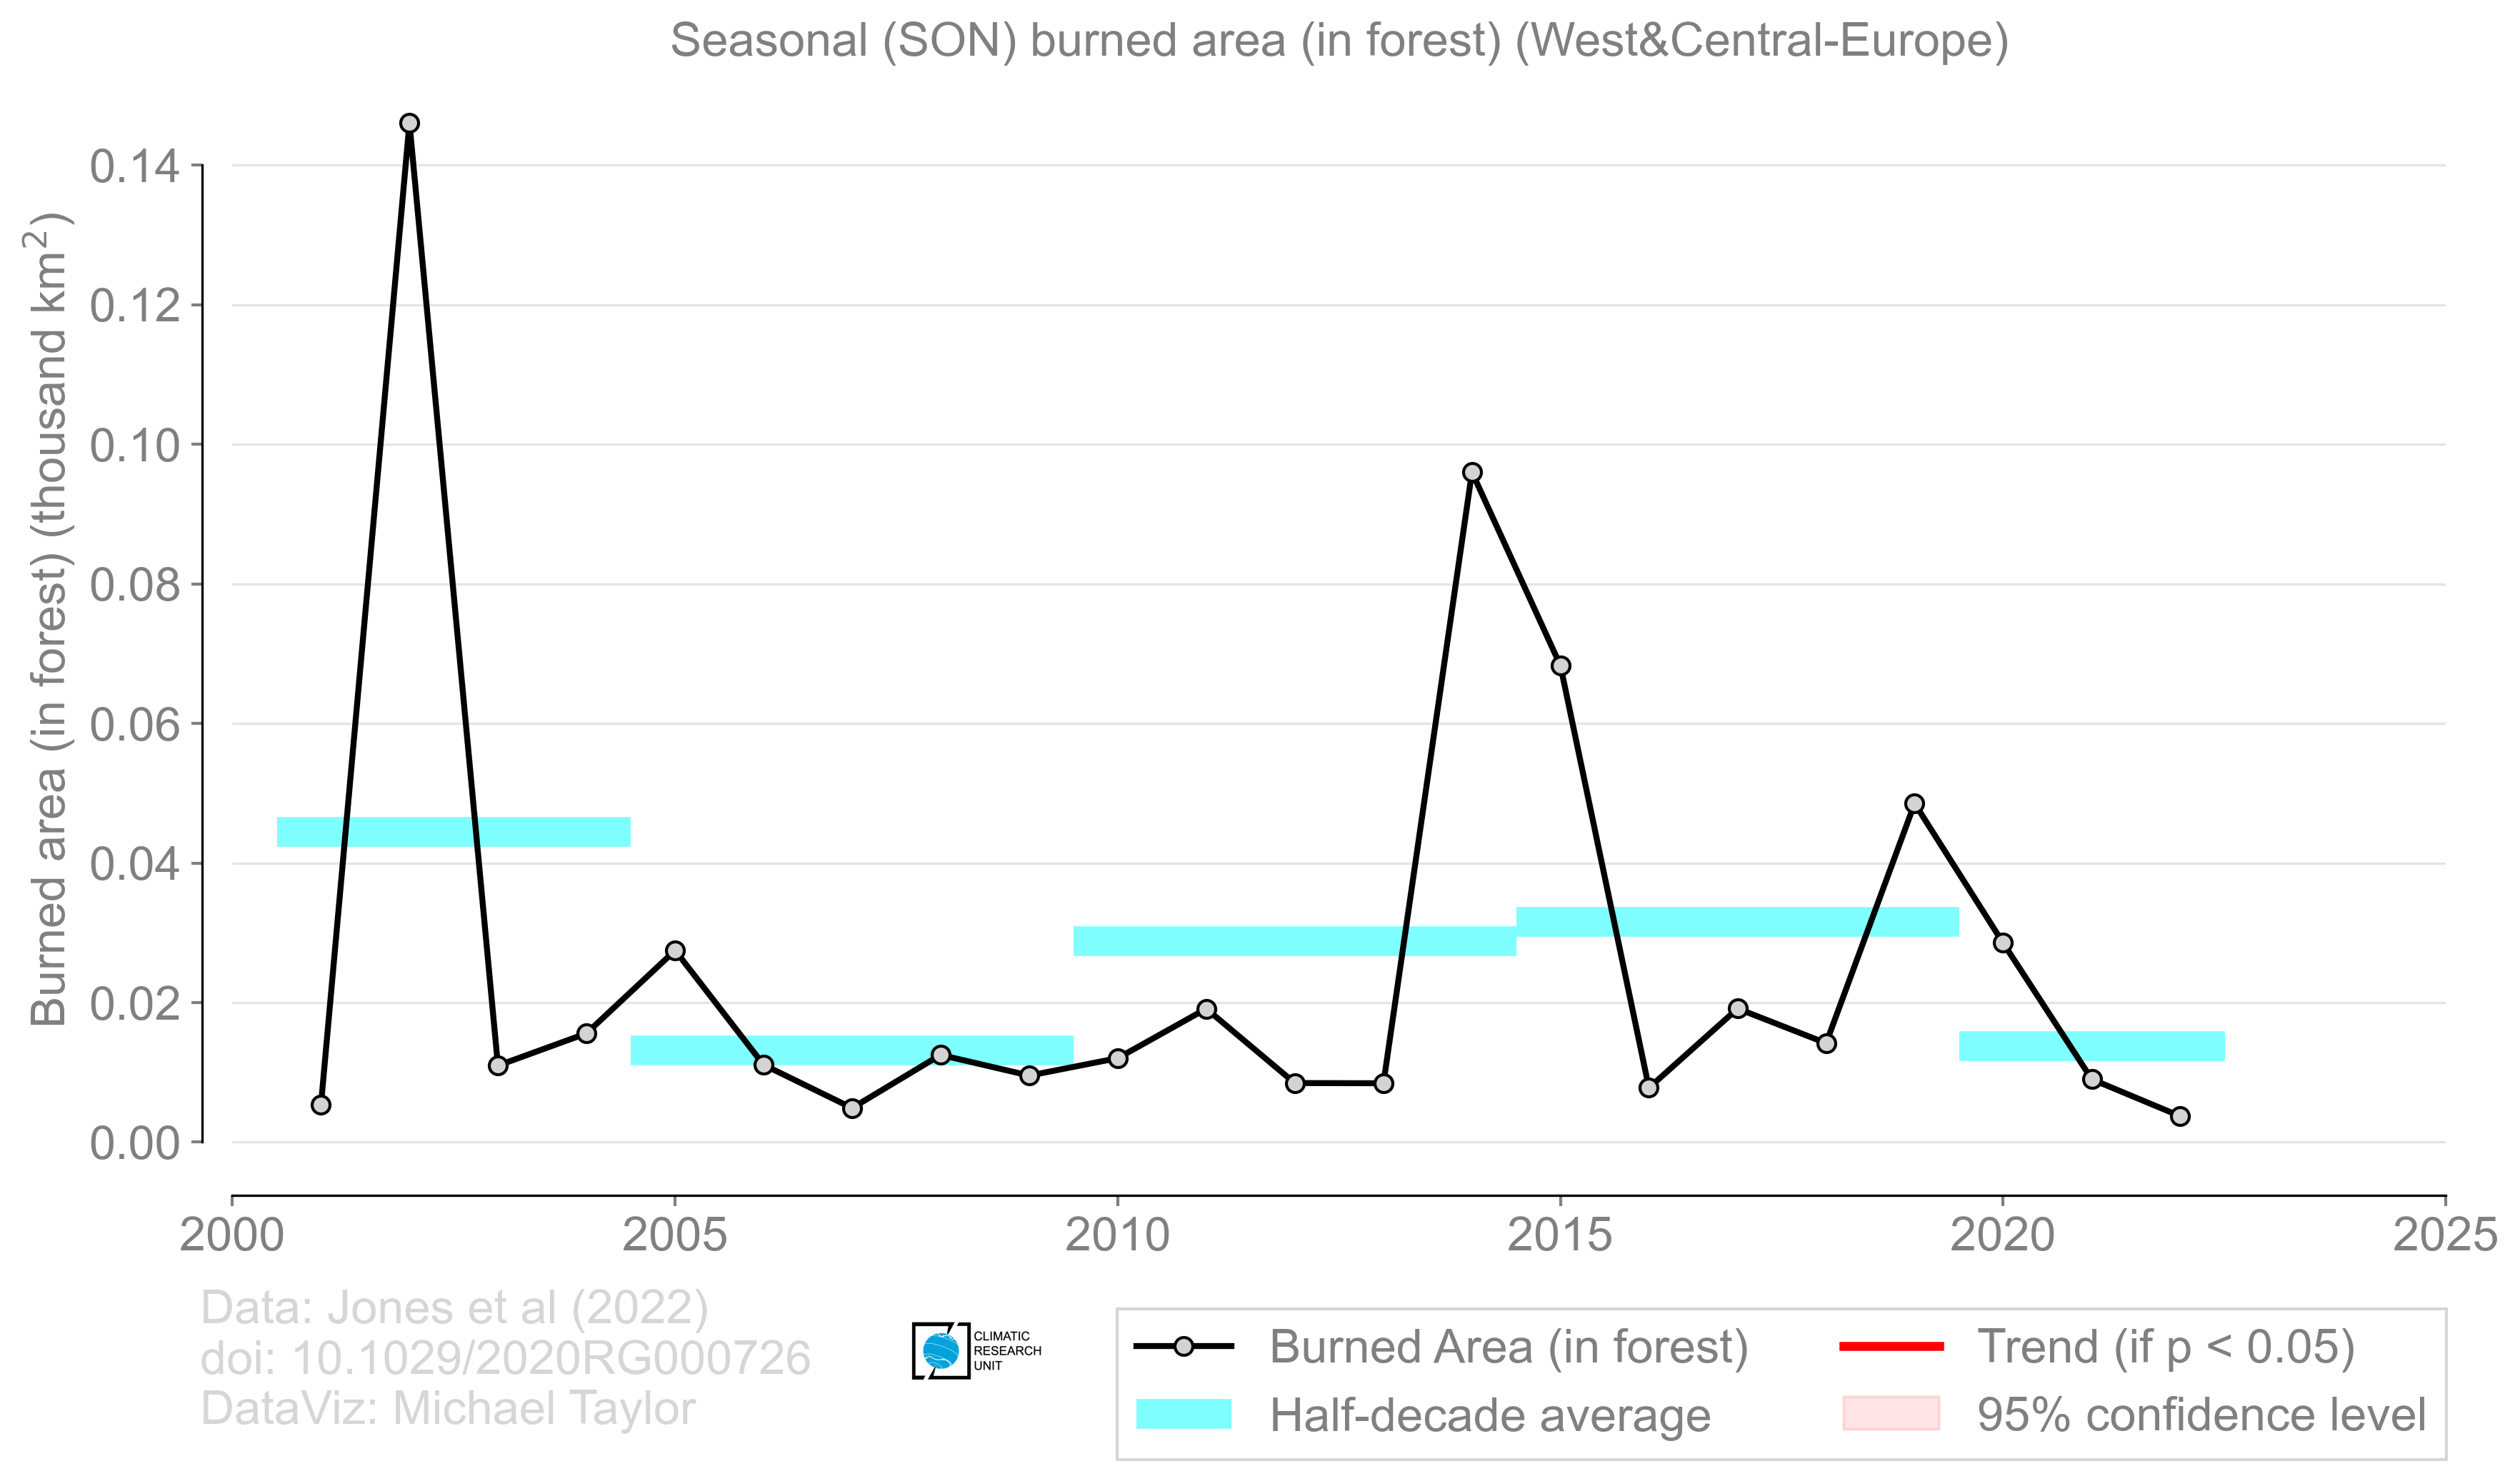 Seasonal (SON) burned area (in forest) (West&Central-Europe)
Burned area (in forest) (thousand km²)
0.14
0.12
0.10
0.08
0.06
0.04
0.02
0.00
2000
2005
2010
2015
2020
2025
Data: Jones et al (2022)
doi: 10.1029/2020RG000726
DataViz: Michael Taylor
CLIMATIC
RESEARCH
UNIT
Burned Area (in forest)
Half-decade average
Trend (if p < 0.05)
95% confidence level